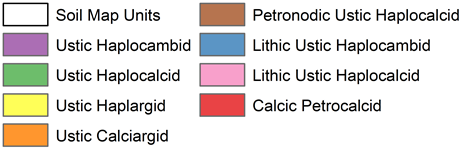 Soil Map Units
Ustic Haplocambid
Ustic Haplocalcid
Ustic Haplargid
Ustic Calciargid
Petronodic Ustic Haplocalcid
Lithic Ustic Haplocambid
Lithic Ustic Haplocalcid
Calcic Petrocalcid